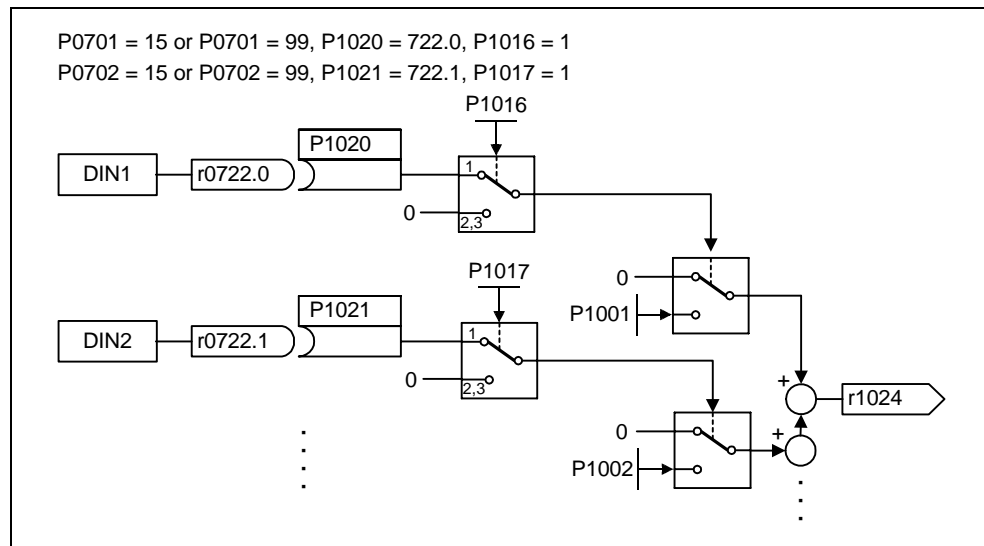 P0701 = 15 or P0701 = 99, P1020 = 722.0, P1016 = 1
P0702 = 15 or P0702 = 99, P1021 = 722.1, P1017 = 1
P1016
P1020
DIN1
r0722.0
1
0
2,3
P1017
0
P1001
P1021
DIN2
r0722.1
1
0
2,3
+
r1024
0
+
P1002